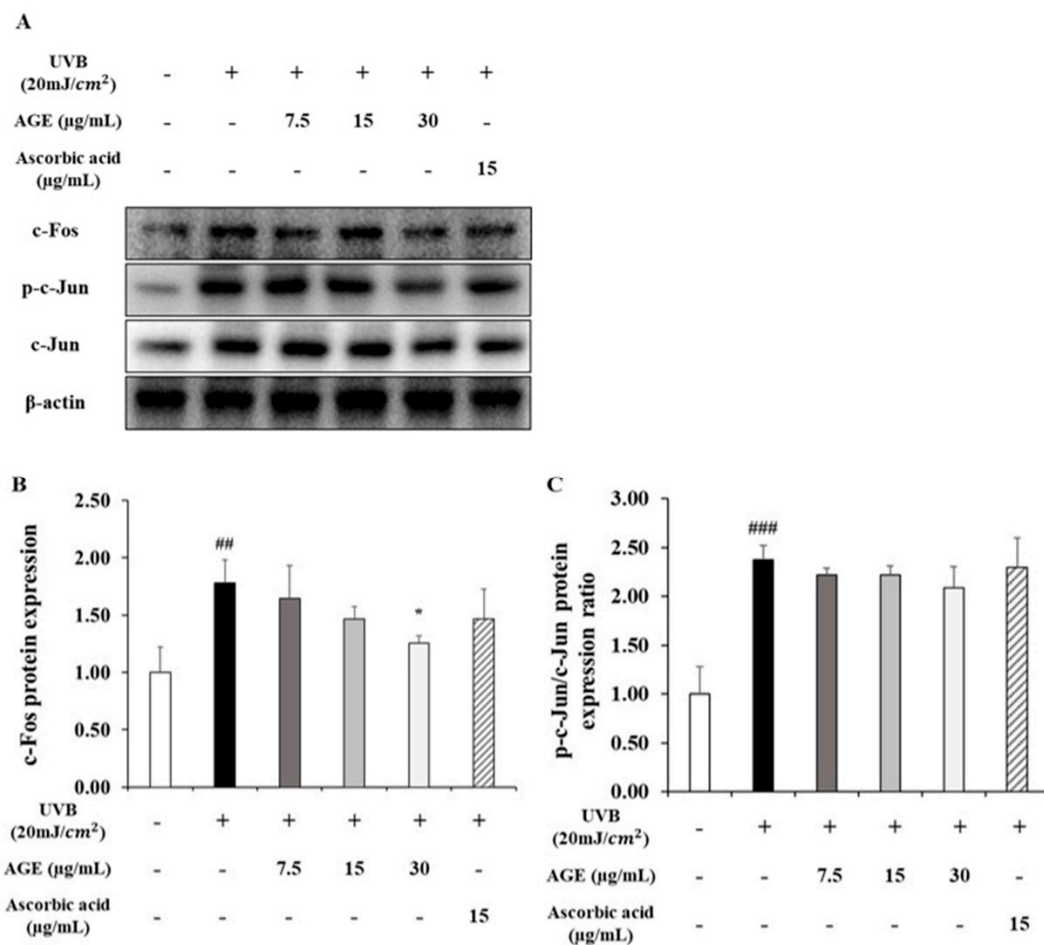 A
UVB
(20mJ/cm²)
- + + + + +
AGE (µg/mL)
- - 7.5 15 30 -
Ascorbic acid
(µg/mL)
- - - - - 15
c-Fos
p-c-Jun
c-Jun
β-actin
B
c-Fos protein expression
2.50
2.00
1.50
1.00
0.50
0.00
##
*
UVB
(20mJ/cm²)
- + + + + +
AGE (µg/mL)
- - 7.5 15 30 -
Ascorbic acid
(µg/mL)
- - - - - 15
C
p-c-Jun/c-Jun protein
expression ratio
3.00
2.50
2.00
1.50
1.00
0.50
0.00
###
UVB
(20mJ/cm²)
- + + + + +
AGE (µg/mL)
- - 7.5 15 30 -
Ascorbic acid
(µg/mL)
- - - - - 15